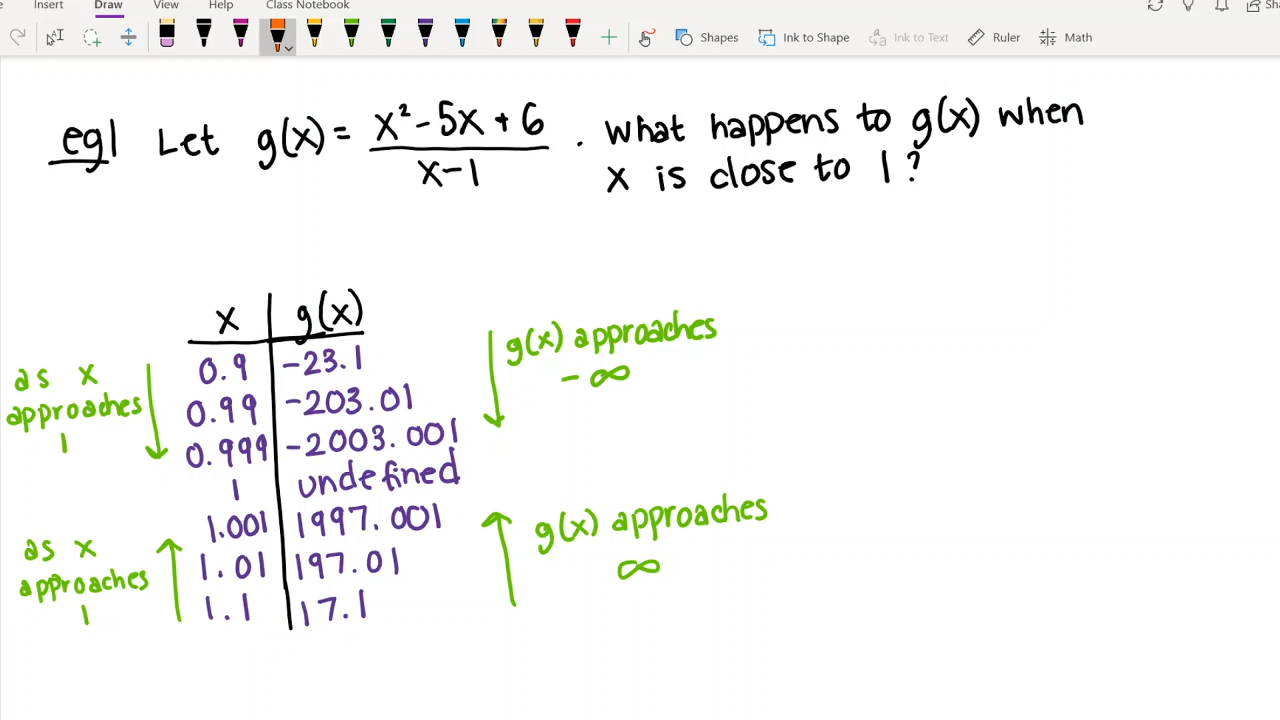 Insert Draw View Help Class Notebook
Shapes Ink to Shape Ink to Text Ruler Math
eg1 Let g(x) = x² - 5x + 6 / x - 1 . What happens to g(x) when
x is close to 1?
x g(x)
0.9 -23.1
0.99 -203.01
0.999 -2003.001
1 undefined
1.001 1997.001
1.01 197.01
1.1 17.1
as x
approaches
1
g(x) approaches
-∞
as x
approaches
1
g(x) approaches
∞